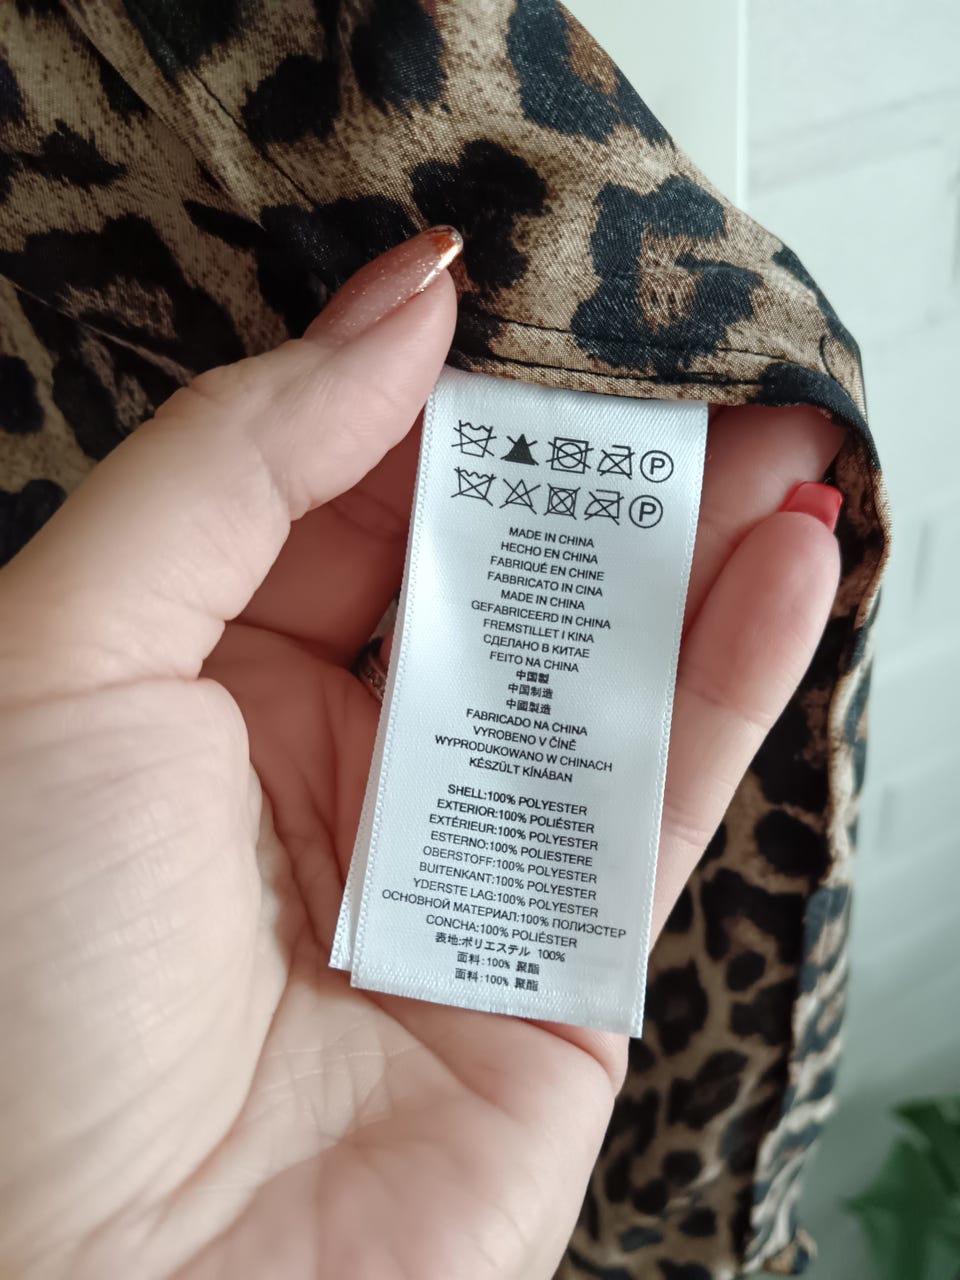 P
P
MADE IN CHINA
HECHO EN CHINA
FABRIQUÉ EN CHINE
FABBRICATO IN CINA
MADE IN CHINA
GEFABRICEERD IN CHINA
FREMSTILLET I KINA
СДЕЛАНО В КИТАЕ
FEITO NA CHINA
中国製
中国制造
中國製造
FABRICADO NA CHINA
VYROBENO V ČÍNĚ
WYPRODUKOWANO W CHINACH
KÉSZÜLT KÍNÁBAN
SHELL:100% POLYESTER
EXTERIOR:100% POLIÉSTER
EXTÉRIEUR:100% POLYESTER
ESTERNO:100% POLIESTERE
OBERSTOFF:100% POLYESTER
BUITENKANT:100% POLYESTER
YDERSTE LAG:100% POLYESTER
ОСНОВНОЙ МАТЕРИАЛ:100% ПОЛИЭСТЕР
CONCHA:100% POLIÉSTER
表地:ポリエステル 100%
面料:100% 聚酯
面料:100% 聚酯